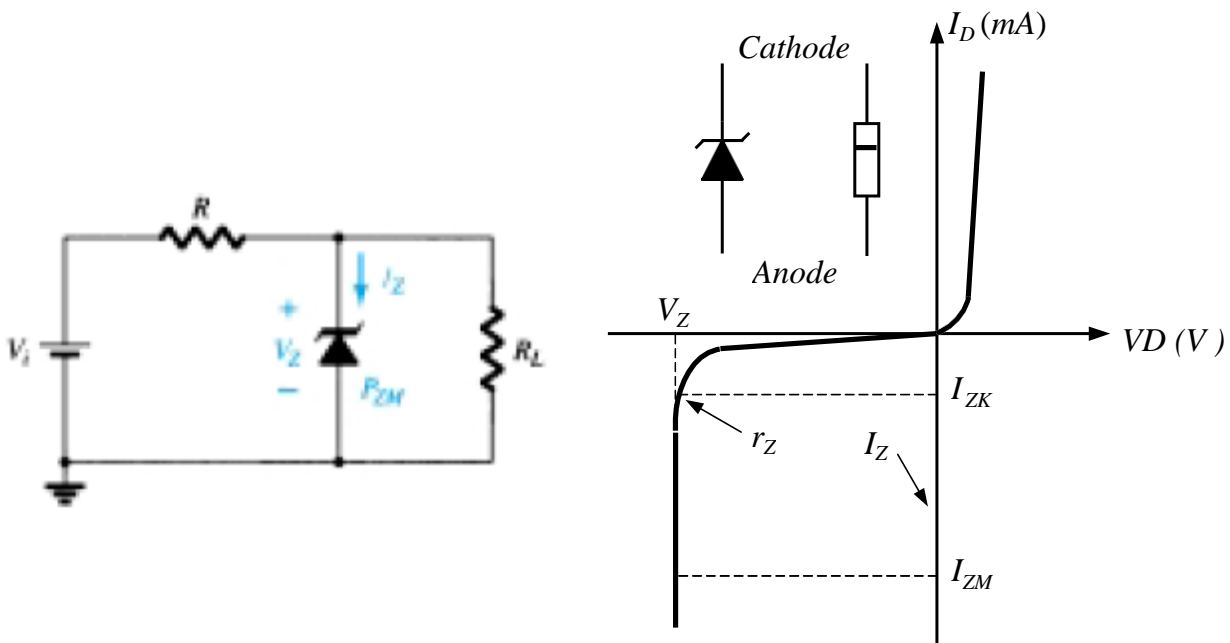 R
I_Z
+
V_Z
−
P_ZM
V_i
R_L
I_D (mA)
Cathode
Anode
V_Z
VD (V )
I_ZK
r_Z
I_Z
I_ZM